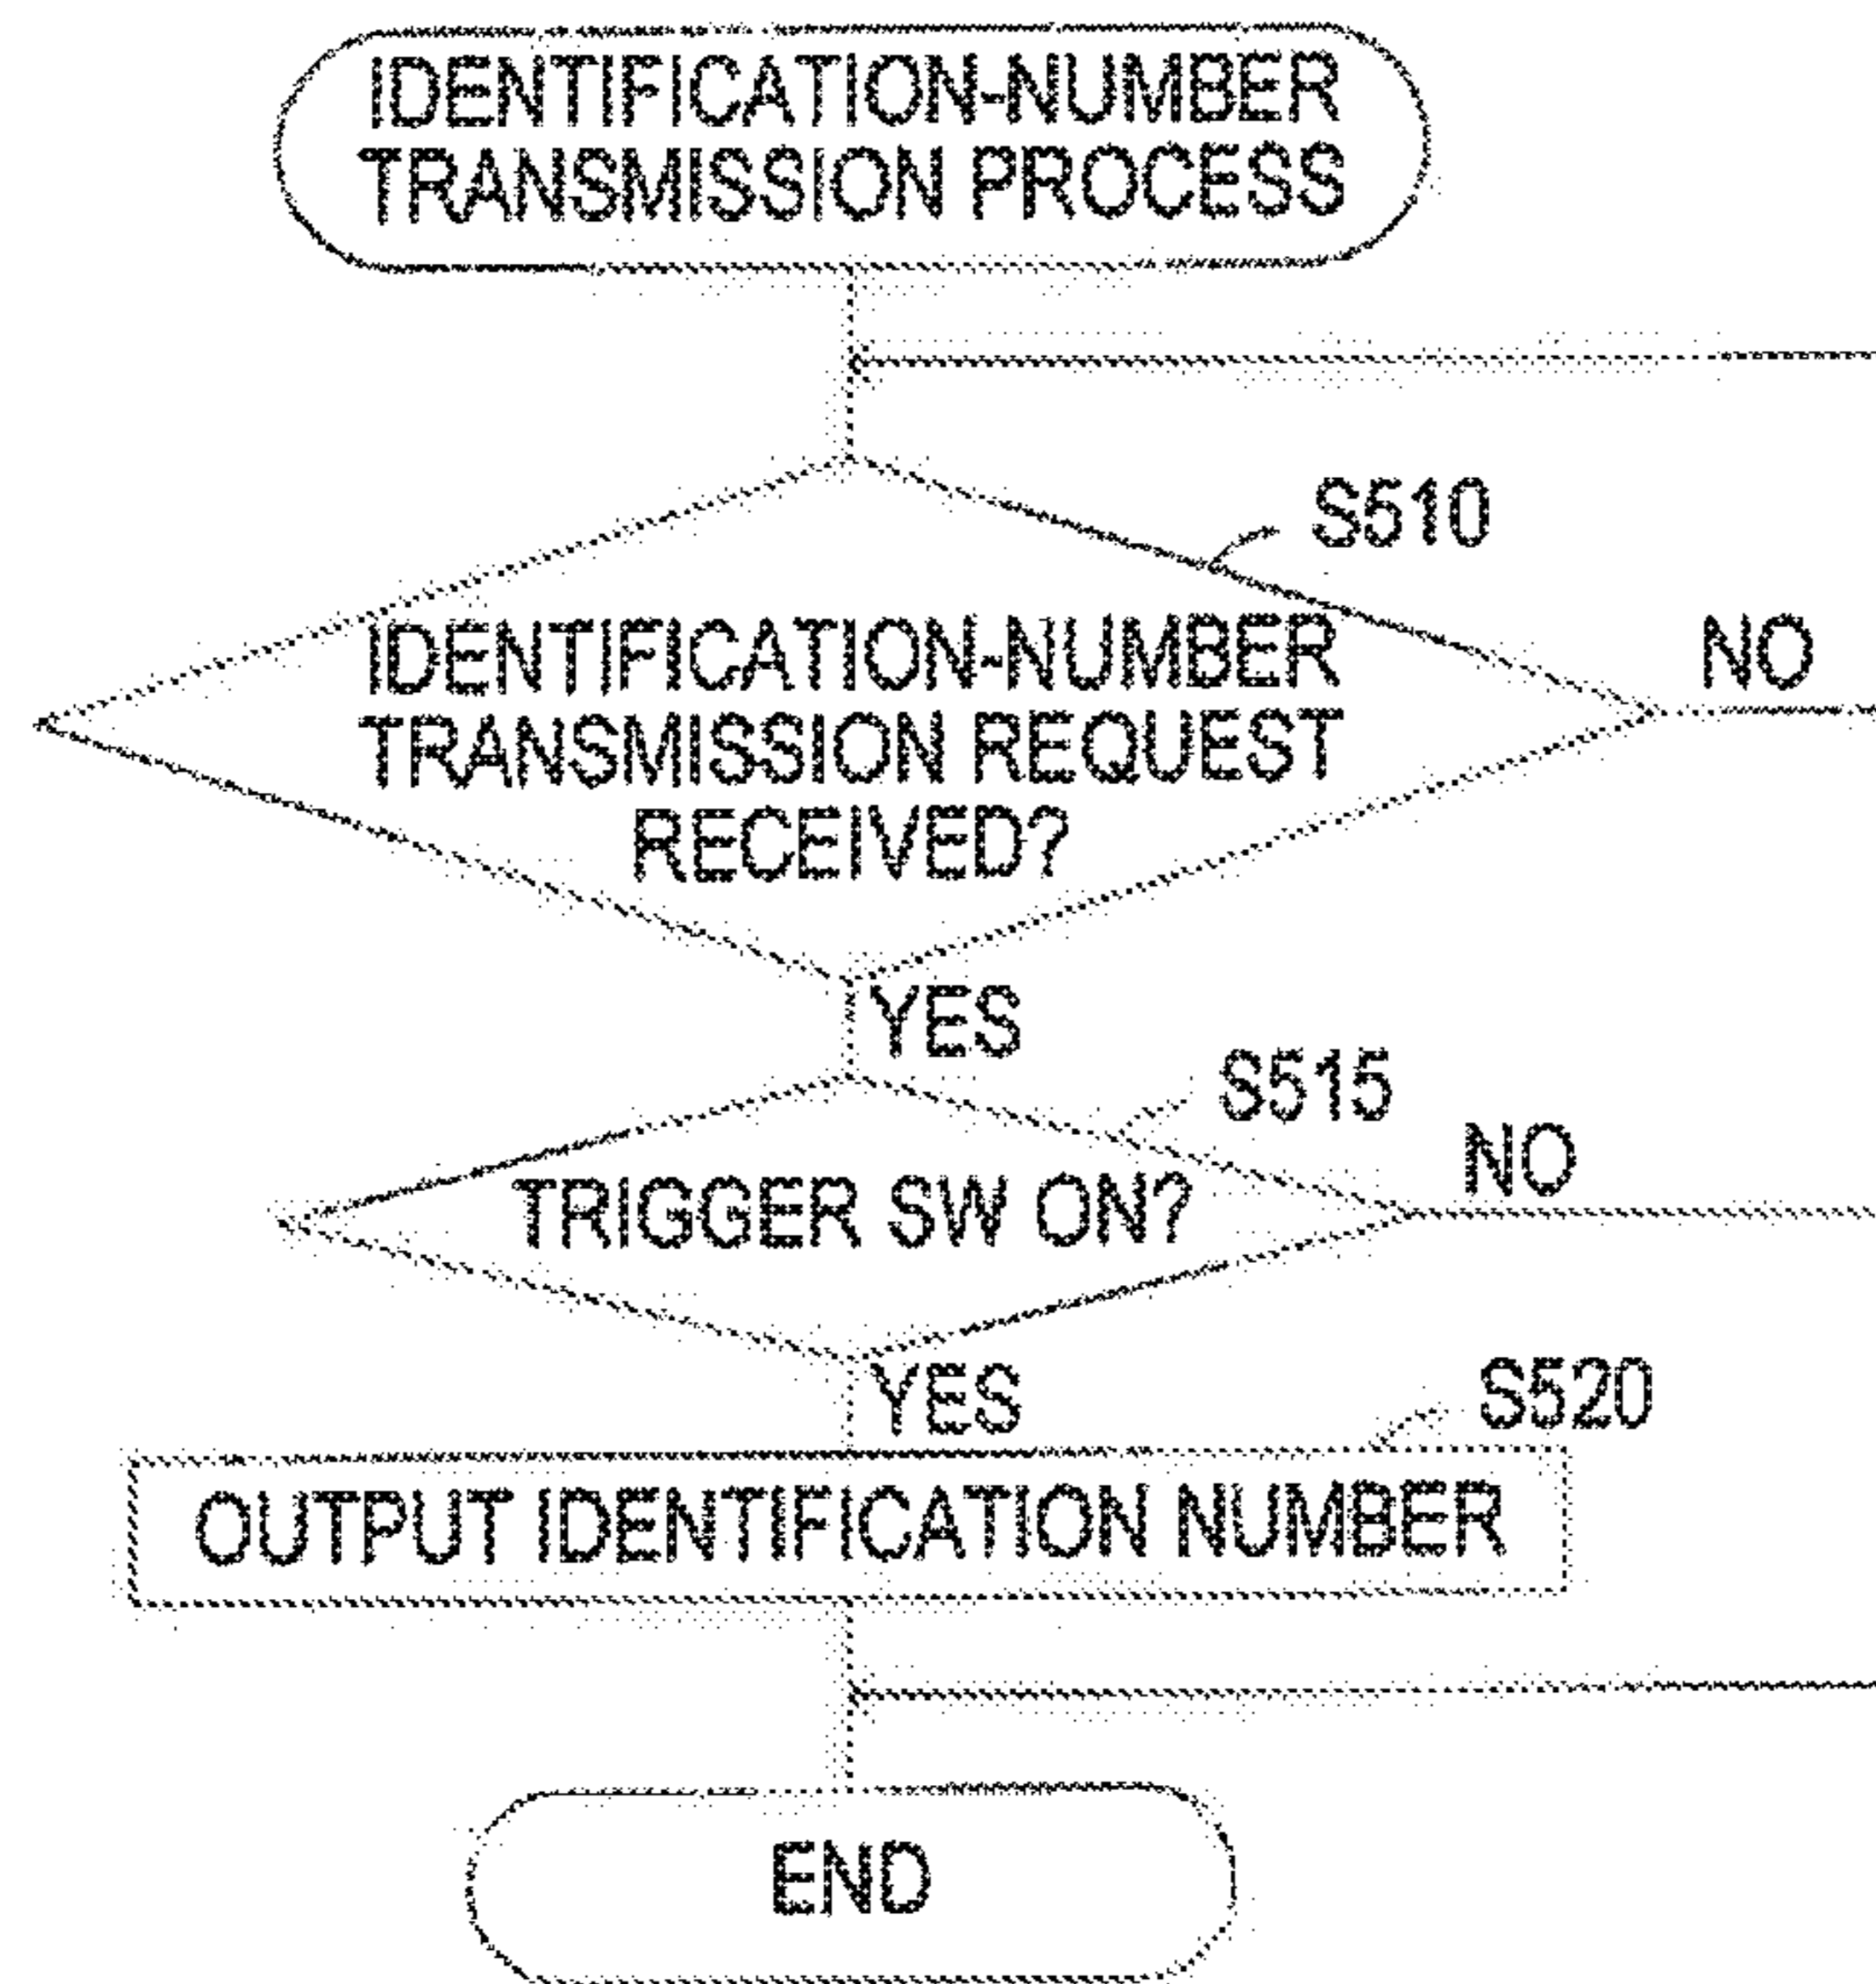 IDENTIFICATION-NUMBER
TRANSMISSION PROCESS
S510
IDENTIFICATION-NUMBER
TRANSMISSION REQUEST
RECEIVED?
NO
YES
S515
TRIGGER SW ON?
NO
YES
S520
OUTPUT IDENTIFICATION NUMBER
END